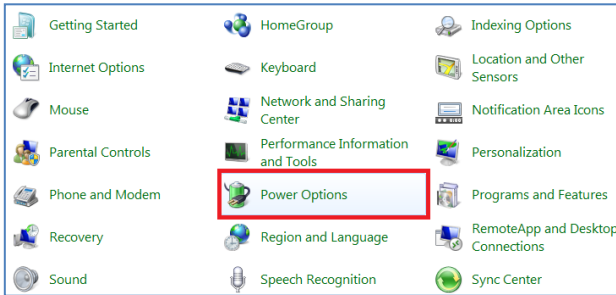 Getting Started
HomeGroup
Indexing Options
Internet Options
Keyboard
Location and Other
Sensors
Mouse
Network and Sharing
Center
Notification Area Icons
Parental Controls
Performance Information
and Tools
Personalization
Phone and Modem
Power Options
Programs and Features
Recovery
Region and Language
RemoteApp and Desktop
Connections
Sound
Speech Recognition
Sync Center